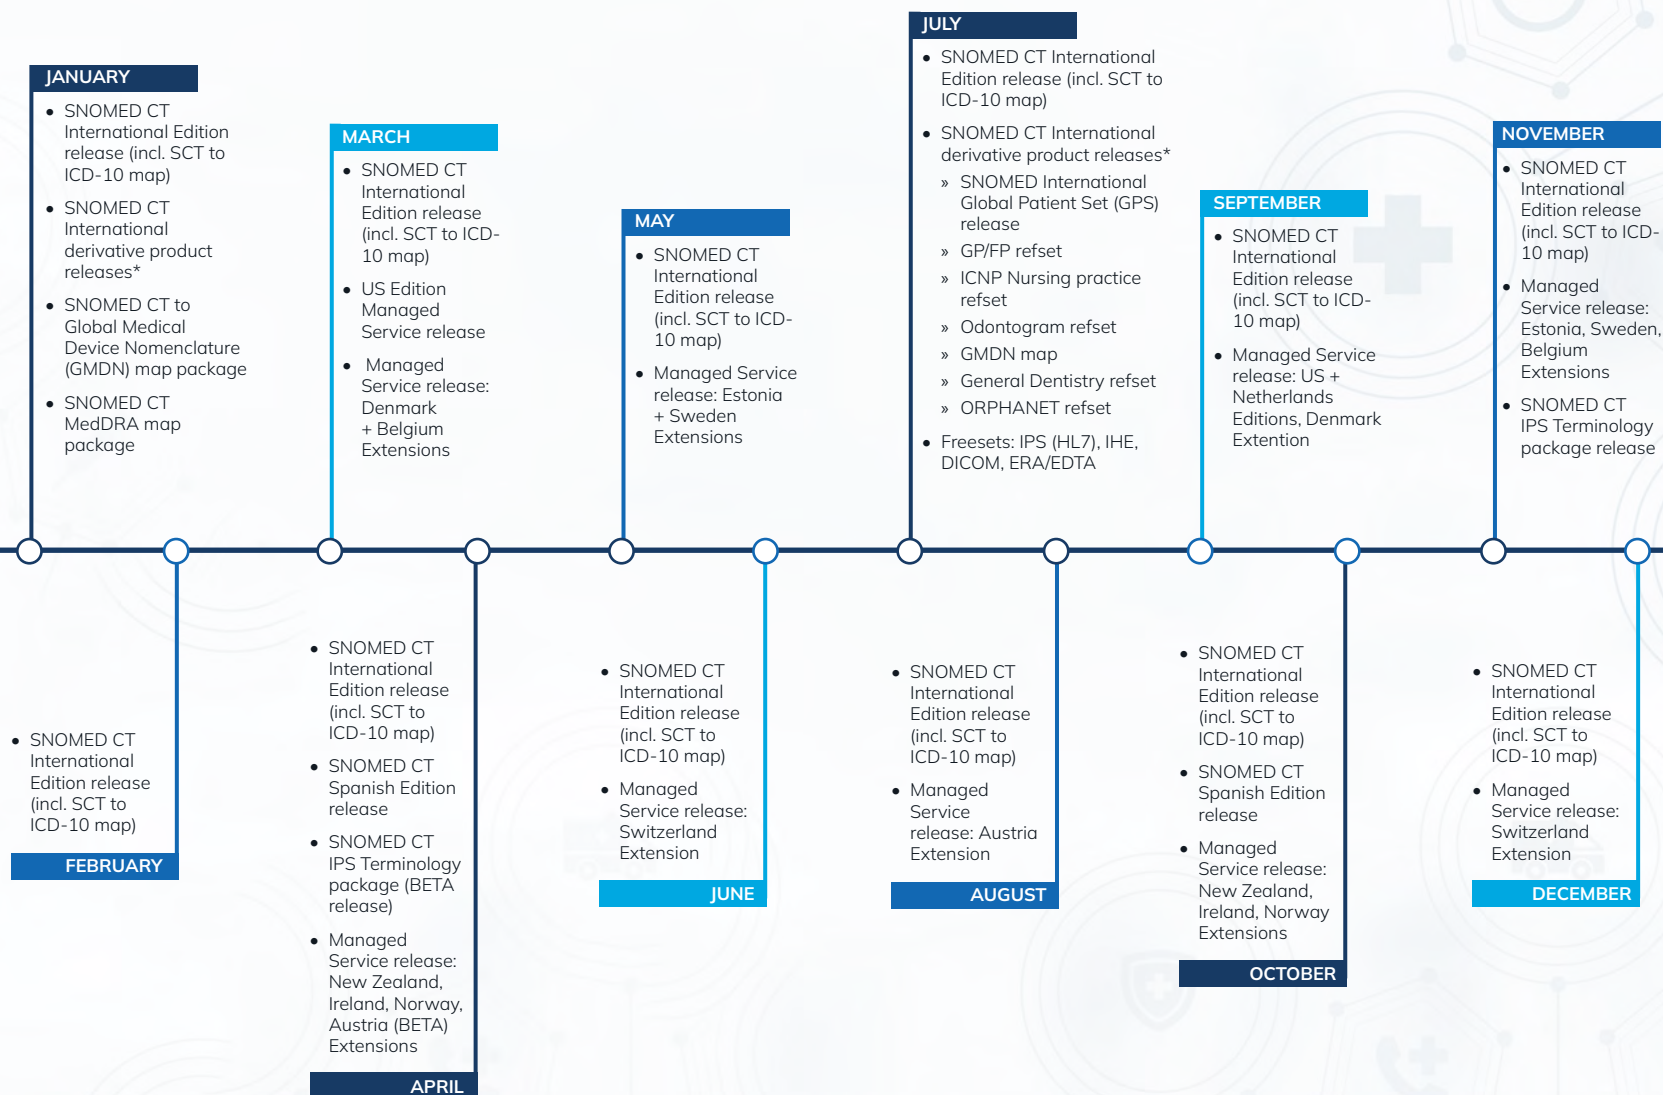 JANUARY
• SNOMED CT
International Edition
release (incl. SCT to
ICD-10 map)
• SNOMED CT
International
derivative product
releases*
• SNOMED CT to
Global Medical
Device Nomenclature
(GMDN) map package
• SNOMED CT
MedDRA map
package
• SNOMED CT
International
Edition release
(incl. SCT to
ICD-10 map)
FEBRUARY
MARCH
• SNOMED CT
International
Edition release
(incl. SCT to ICD-
10 map)
• US Edition
Managed
Service release
• Managed
Service release:
Denmark
+ Belgium
Extensions
• SNOMED CT
International
Edition release
(incl. SCT to
ICD-10 map)
• SNOMED CT
Spanish Edition
release
• SNOMED CT
IPS Terminology
package (BETA
release)
• Managed
Service release:
New Zealand,
Ireland, Norway,
Austria (BETA)
Extensions
APRIL
MAY
• SNOMED CT
International
Edition release
(incl. SCT to ICD-
10 map)
• Managed Service
release: Estonia
+ Sweden
Extensions
• SNOMED CT
International
Edition release
(incl. SCT to
ICD-10 map)
• Managed
Service release:
Switzerland
Extension
JUNE
JULY
• SNOMED CT International
Edition release (incl. SCT to
ICD-10 map)
• SNOMED CT International
derivative product releases*
» SNOMED International
Global Patient Set (GPS)
release
» GP/FP refset
» ICNP Nursing practice
refset
» Odontogram refset
» GMDN map
» General Dentistry refset
» ORPHANET refset
• Freesets: IPS (HL7), IHE,
DICOM, ERA/EDTA
• SNOMED CT
International
Edition release
(incl. SCT to
ICD-10 map)
• Managed
Service
release: Austria
Extension
AUGUST
SEPTEMBER
• SNOMED CT
International
Edition release
(incl. SCT to ICD-
10 map)
• Managed Service
release: US +
Netherlands
Editions, Denmark
Extention
• SNOMED CT
International
Edition release
(incl. SCT to
ICD-10 map)
• SNOMED CT
Spanish Edition
release
• Managed
Service release:
New Zealand,
Ireland, Norway
Extensions
OCTOBER
NOVEMBER
• SNOMED CT
International
Edition release
(incl. SCT to ICD-
10 map)
• Managed
Service release:
Estonia, Sweden,
Belgium
Extensions
• SNOMED CT
IPS Terminology
package release
• SNOMED CT
International
Edition release
(incl. SCT to
ICD-10 map)
• Managed
Service release:
Switzerland
Extension
DECEMBER